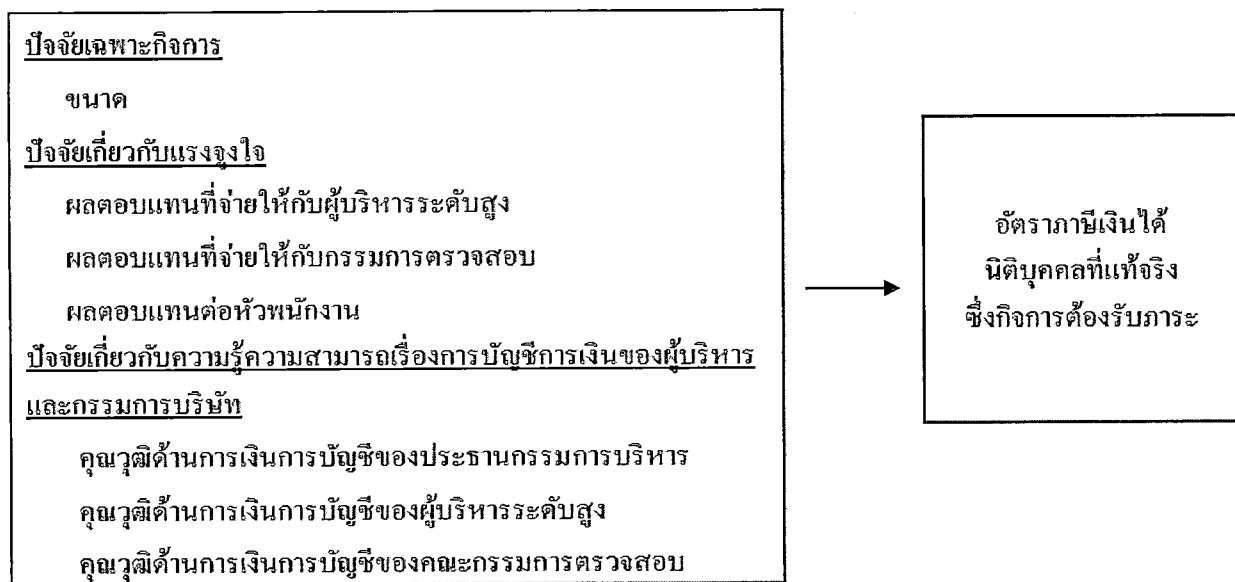 ปัจจัยเฉพาะกิจการ
ขนาด
ปัจจัยเกี่ยวกับแรงจูงใจ
ผลตอบแทนที่จ่ายให้กับผู้บริหารระดับสูง
ผลตอบแทนที่จ่ายให้กับกรรมการตรวจสอบ
ผลตอบแทนต่อหัวพนักงาน
ปัจจัยเกี่ยวกับความรู้ความสามารถเรื่องการบัญชีการเงินของผู้บริหาร
และกรรมการบริษัท
คุณวุฒิด้านการเงินการบัญชีของประธานกรรมการบริหาร
คุณวุฒิด้านการเงินการบัญชีของผู้บริหารระดับสูง
คุณวุฒิด้านการเงินการบัญชีของคณะกรรมการตรวจสอบ
อัตราภาษีเงินได้
นิติบุคคลที่แท้จริง
ซึ่งกิจการต้องรับภาระ